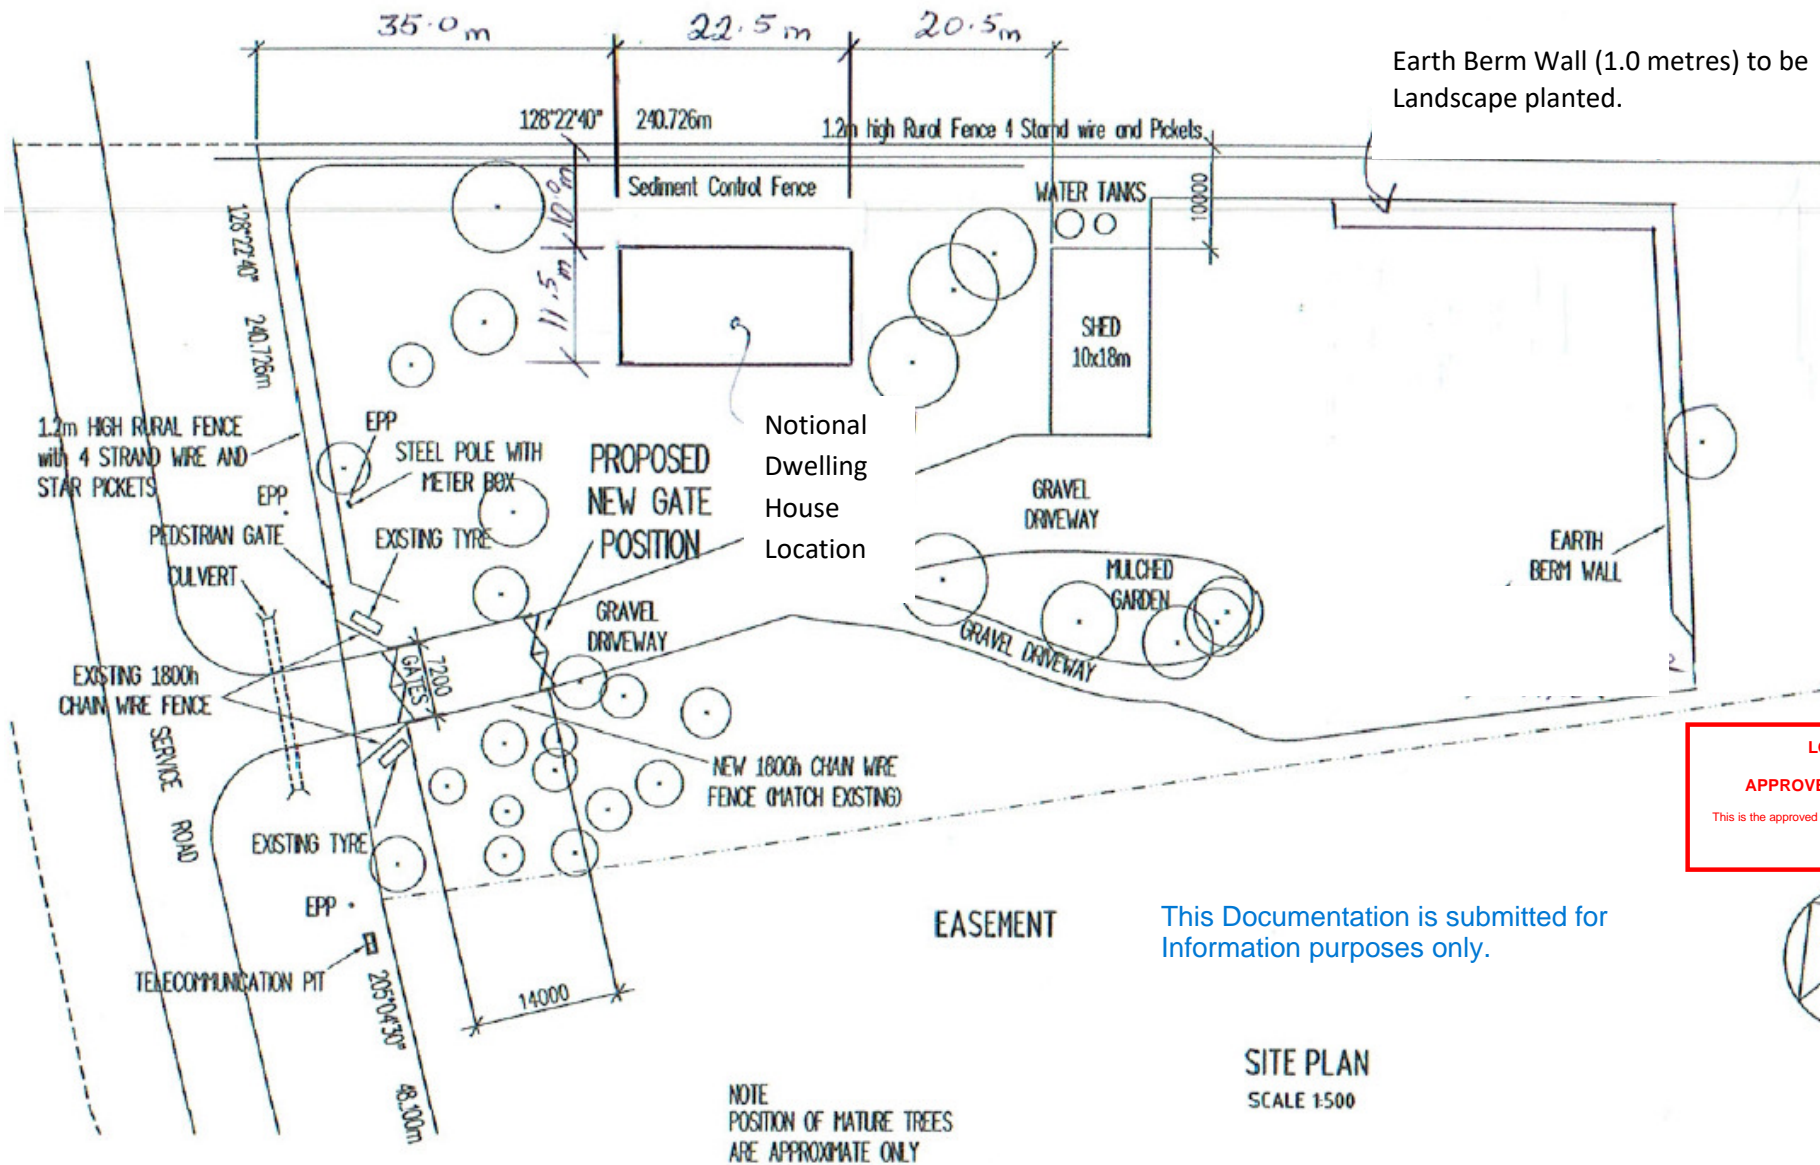 35.0m
22.5m
20.5m
Earth Berm Wall (1.0 metres) to be
Landscape planted.
128°22'40"
240.726m
1.2m high Rural Fence 4 Stand wire and Pickets
Sediment Control Fence
WATER TANKS
10.0m
10000
11.5m
128°22'40"
240.726m
SHED
10x18m
1.2m HIGH RURAL FENCE
with 4 STRAND WIRE AND
STAR PICKETS
EPP
STEEL POLE WITH
METER BOX
EPP
PROPOSED
NEW GATE
POSITION
Notional
Dwelling
House
Location
GRAVEL
DRIVEWAY
PEDSTRIAN GATE
EXISTING TYRE
CULVERT
MULCHED
GARDEN
EARTH
BERM WALL
GRAVEL
DRIVEWAY
GRAVEL DRIVEWAY
7200
GATES
EXISTING 1800h
CHAIN WIRE FENCE
SERVICE ROAD
NEW 1800h CHAIN WIRE
FENCE (MATCH EXISTING)
EXISTING TYRE
APPROVE
This is the approved
EPP
EASEMENT
This Documentation is submitted for
Information purposes only.
TELECOMMUNICATION PIT
205°04'30"
48.100m
14000
SITE PLAN
SCALE 1:500
NOTE
POSITION OF MATURE TREES
ARE APPROXIMATE ONLY